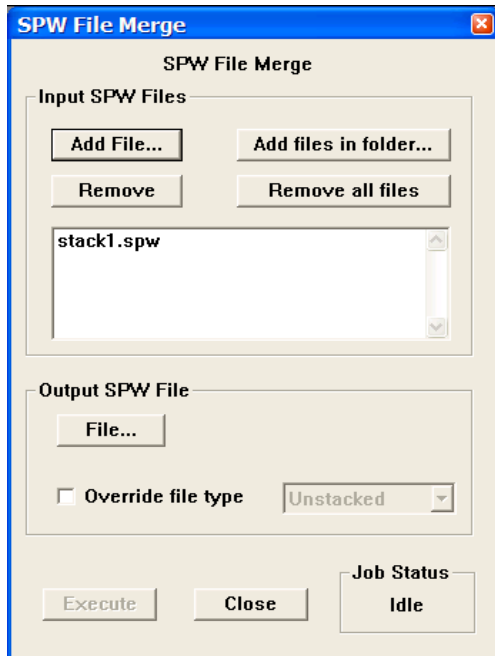 SPW File Merge
SPW File Merge
Input SPW Files
Add File... Add files in folder...
Remove Remove all files
stack1.spw
Output SPW File
File...
Override file type Unstacked
Job Status
Execute Close Idle